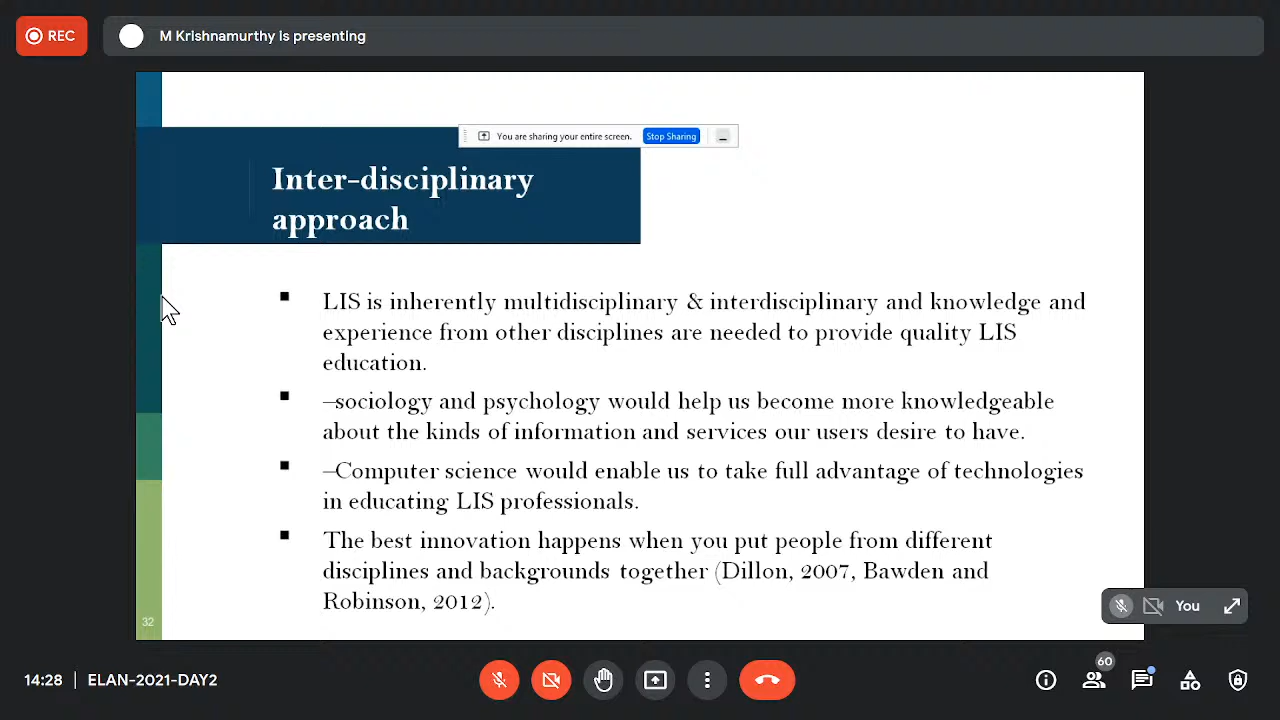 REC
M Krishnamurthy is presenting
You are sharing your entire screen.
Stop Sharing
Inter-disciplinary
approach
LIS is inherently multidisciplinary & interdisciplinary and knowledge and
experience from other disciplines are needed to provide quality LIS
education.
–sociology and psychology would help us become more knowledgeable
about the kinds of information and services our users desire to have.
–Computer science would enable us to take full advantage of technologies
in educating LIS professionals.
The best innovation happens when you put people from different
disciplines and backgrounds together (Dillon, 2007, Bawden and
Robinson, 2012).
32
You
14:28 | ELAN-2021-DAY2
60